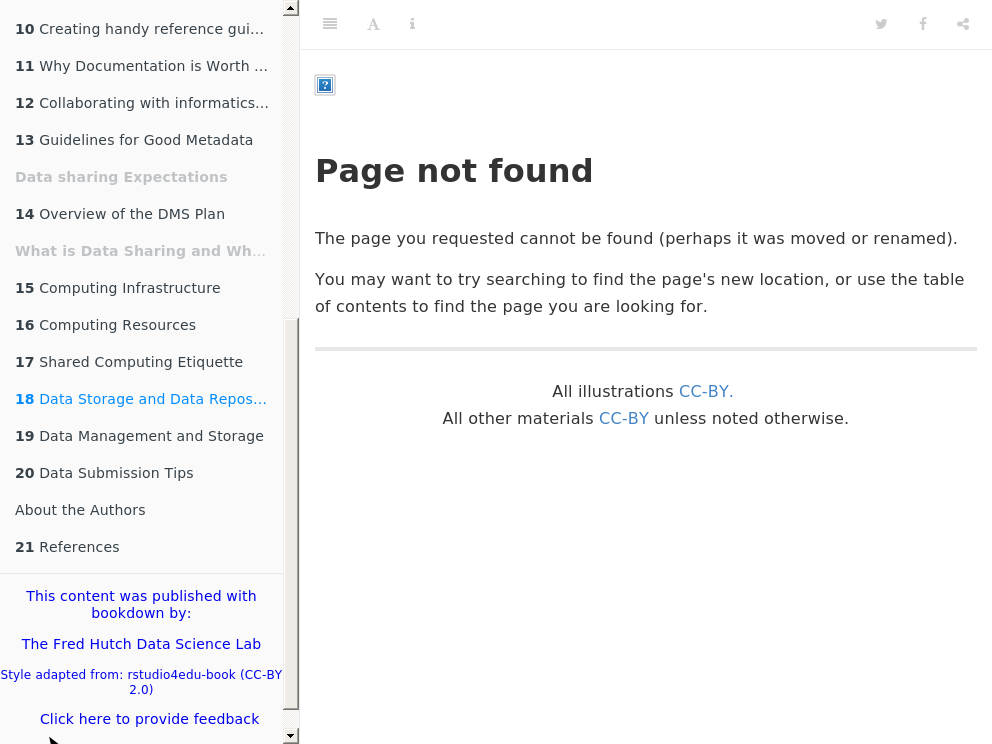 10 Creating handy reference gui...
11 Why Documentation is Worth ...
12 Collaborating with informatics...
13 Guidelines for Good Metadata
Data sharing Expectations
14 Overview of the DMS Plan
What is Data Sharing and Wh...
15 Computing Infrastructure
16 Computing Resources
17 Shared Computing Etiquette
18 Data Storage and Data Repos...
19 Data Management and Storage
20 Data Submission Tips
About the Authors
21 References
This content was published with
bookdown by:
The Fred Hutch Data Science Lab
Style adapted from: rstudio4edu-book (CC-BY
2.0)
Click here to provide feedback
Page not found
The page you requested cannot be found (perhaps it was moved or renamed).
You may want to try searching to find the page's new location, or use the table
of contents to find the page you are looking for.
All illustrations CC-BY.
All other materials CC-BY unless noted otherwise.